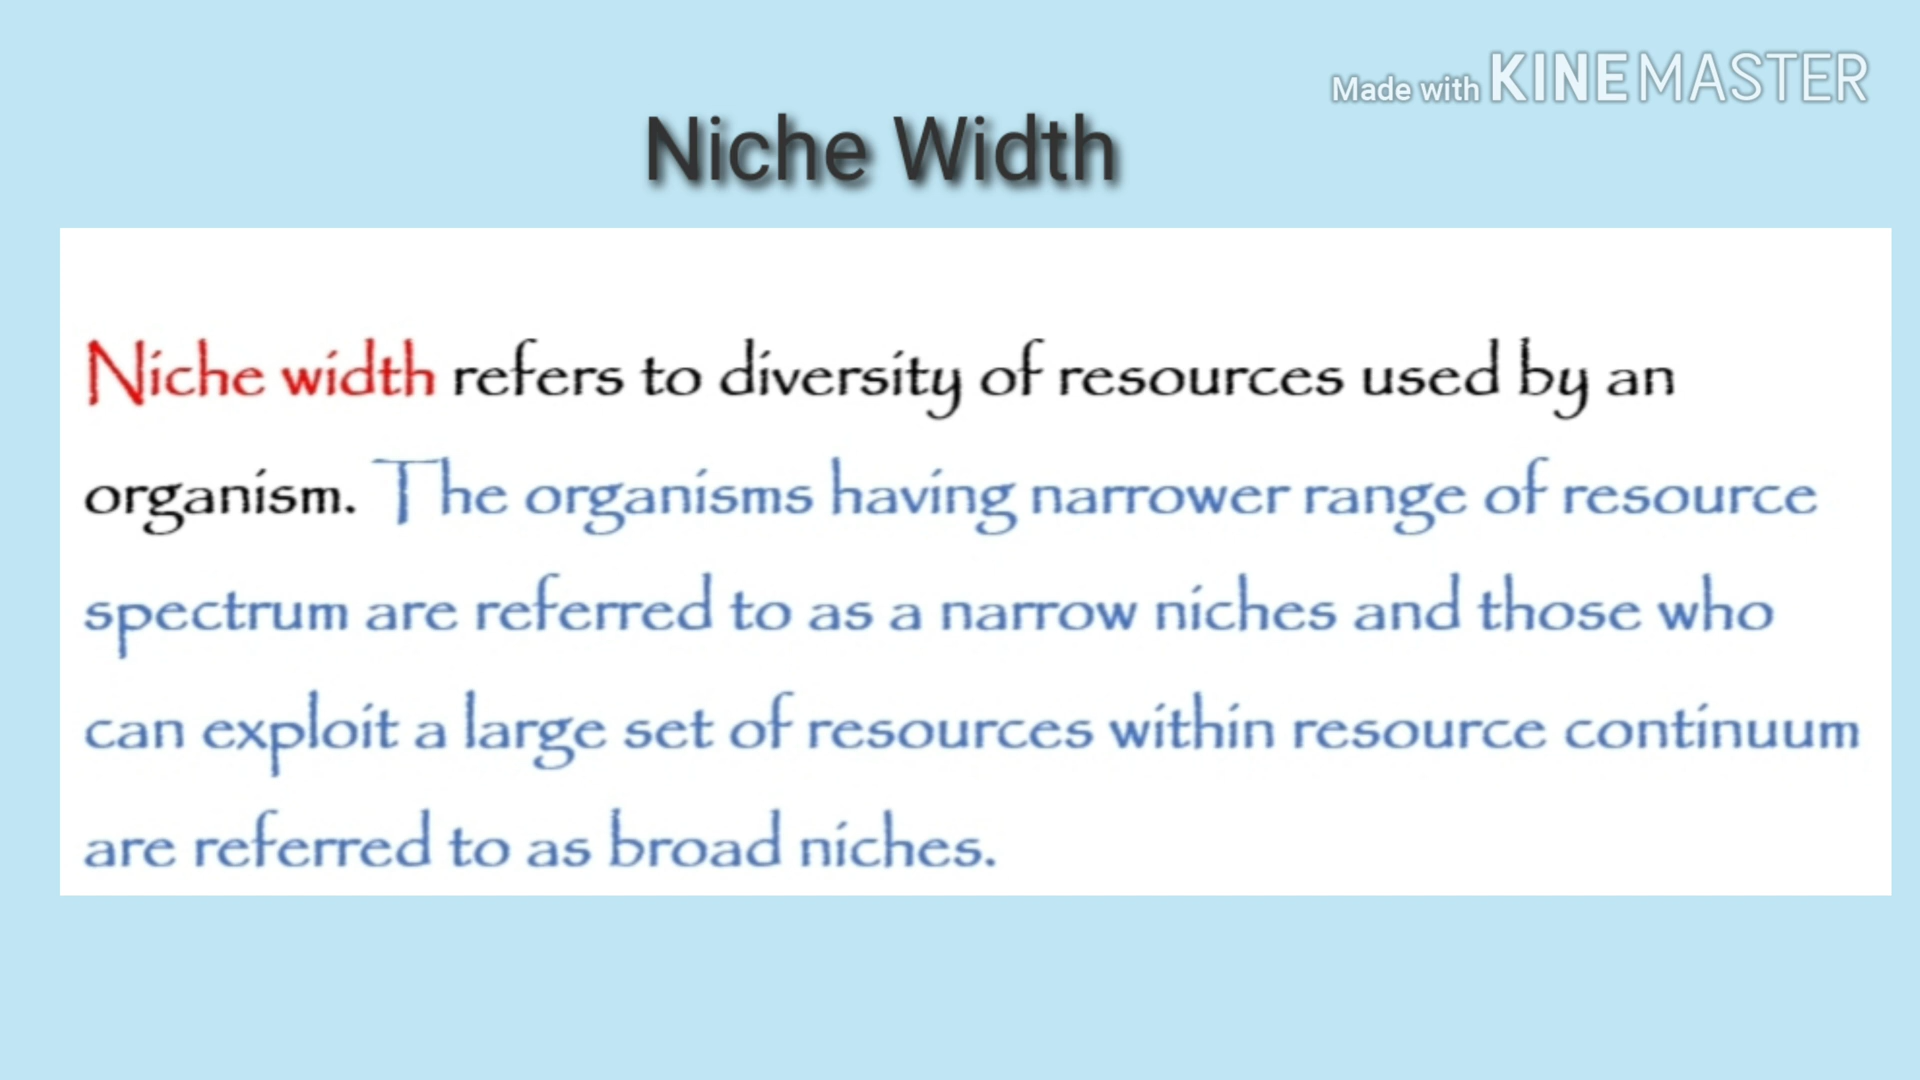 Made with KINEMASTER
Niche Width
Niche width refers to diversity of resources used by an
organism. The organisms having narrower range of resource
spectrum are referred to as a narrow niches and those who
can exploit a large set of resources within resource continuum
are referred to as broad niches.